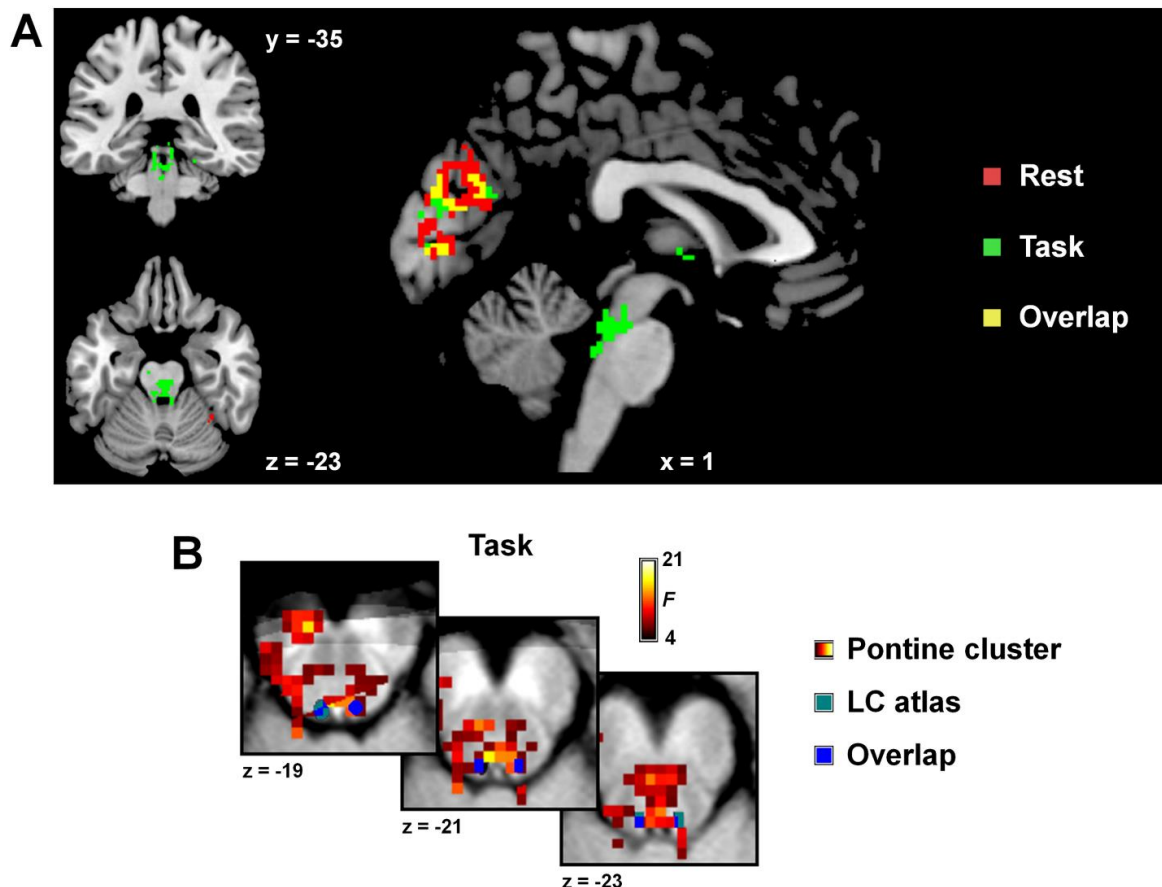 A
y = -35
z = -23
x = 1
Rest
Task
Overlap
B
Task
21
F
4
z = -19
z = -21
z = -23
Pontine cluster
LC atlas
Overlap